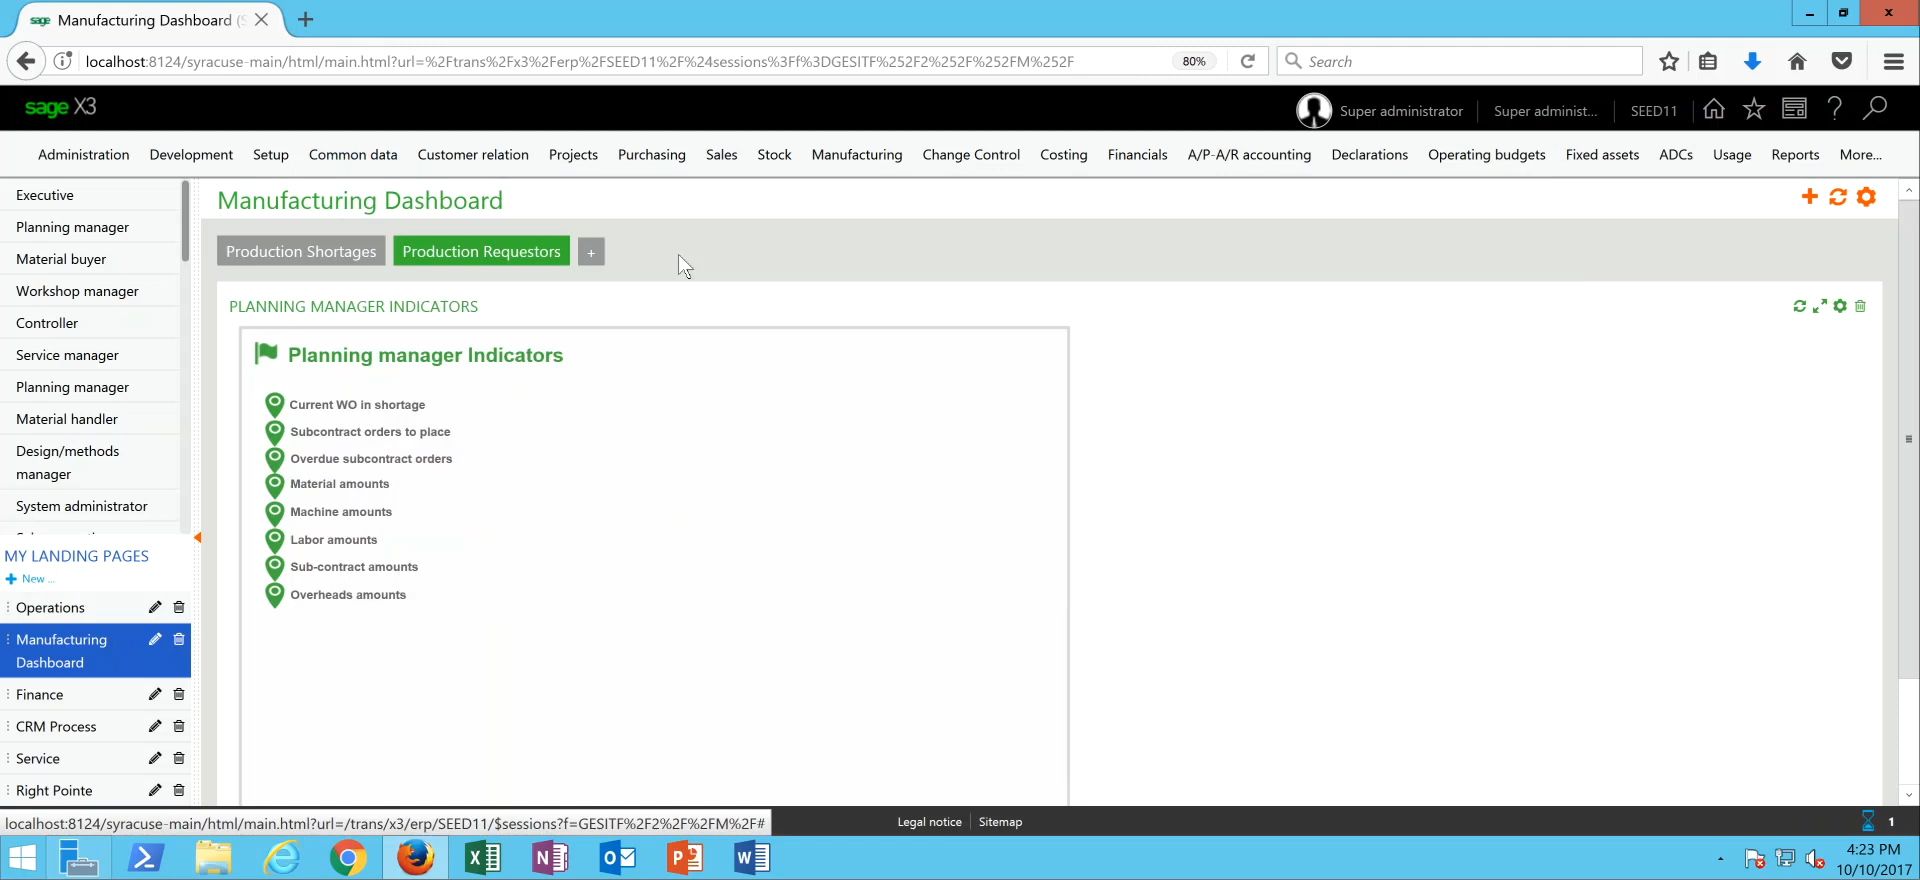 sage Manufacturing Dashboard (S
localhost:8124/syracuse-main/html/main.html?url=%2Ftrans%2Fx3%2Ferp%2FSEED11%2F%24sessions%3Ff%3DGESITF%252F2%252F%252FM%252F
80%
Search
sage X3
Super administrator
Super administ...
SEED11
Administration Development Setup Common data Customer relation Projects Purchasing Sales Stock Manufacturing Change Control Costing Financials A/P-A/R accounting Declarations Operating budgets Fixed assets ADCs Usage Reports More...
Executive
Planning manager
Material buyer
Workshop manager
Controller
Service manager
Planning manager
Material handler
Design/methods
manager
System administrator
MY LANDING PAGES
New ...
Operations
Manufacturing
Dashboard
Finance
CRM Process
Service
Right Pointe
Manufacturing Dashboard
Production Shortages Production Requestors +
PLANNING MANAGER INDICATORS
Planning manager Indicators
Current WO in shortage
Subcontract orders to place
Overdue subcontract orders
Material amounts
Machine amounts
Labor amounts
Sub-contract amounts
Overheads amounts
localhost:8124/syracuse-main/html/main.html?url=/trans/x3/erp/SEED11/$sessions?f=GESITF%2F2%2F%2FM%2F#
Legal notice Sitemap
1
4:23 PM
10/10/2017